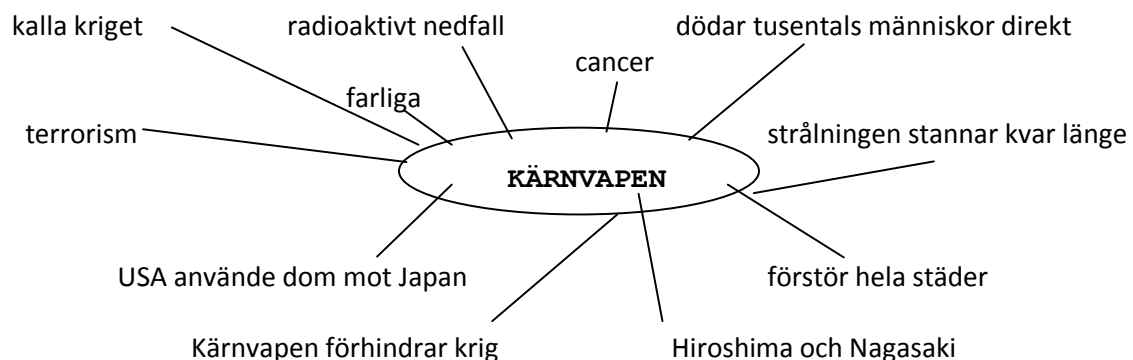 kalla kriget
radioaktivt nedfall
dödar tusentals människor direkt
cancer
farliga
terrorism
strålningen stannar kvar länge
KÄRNVAPEN
USA använde dom mot Japan
förstör hela städer
Kärnvapen förhindrar krig
Hiroshima och Nagasaki